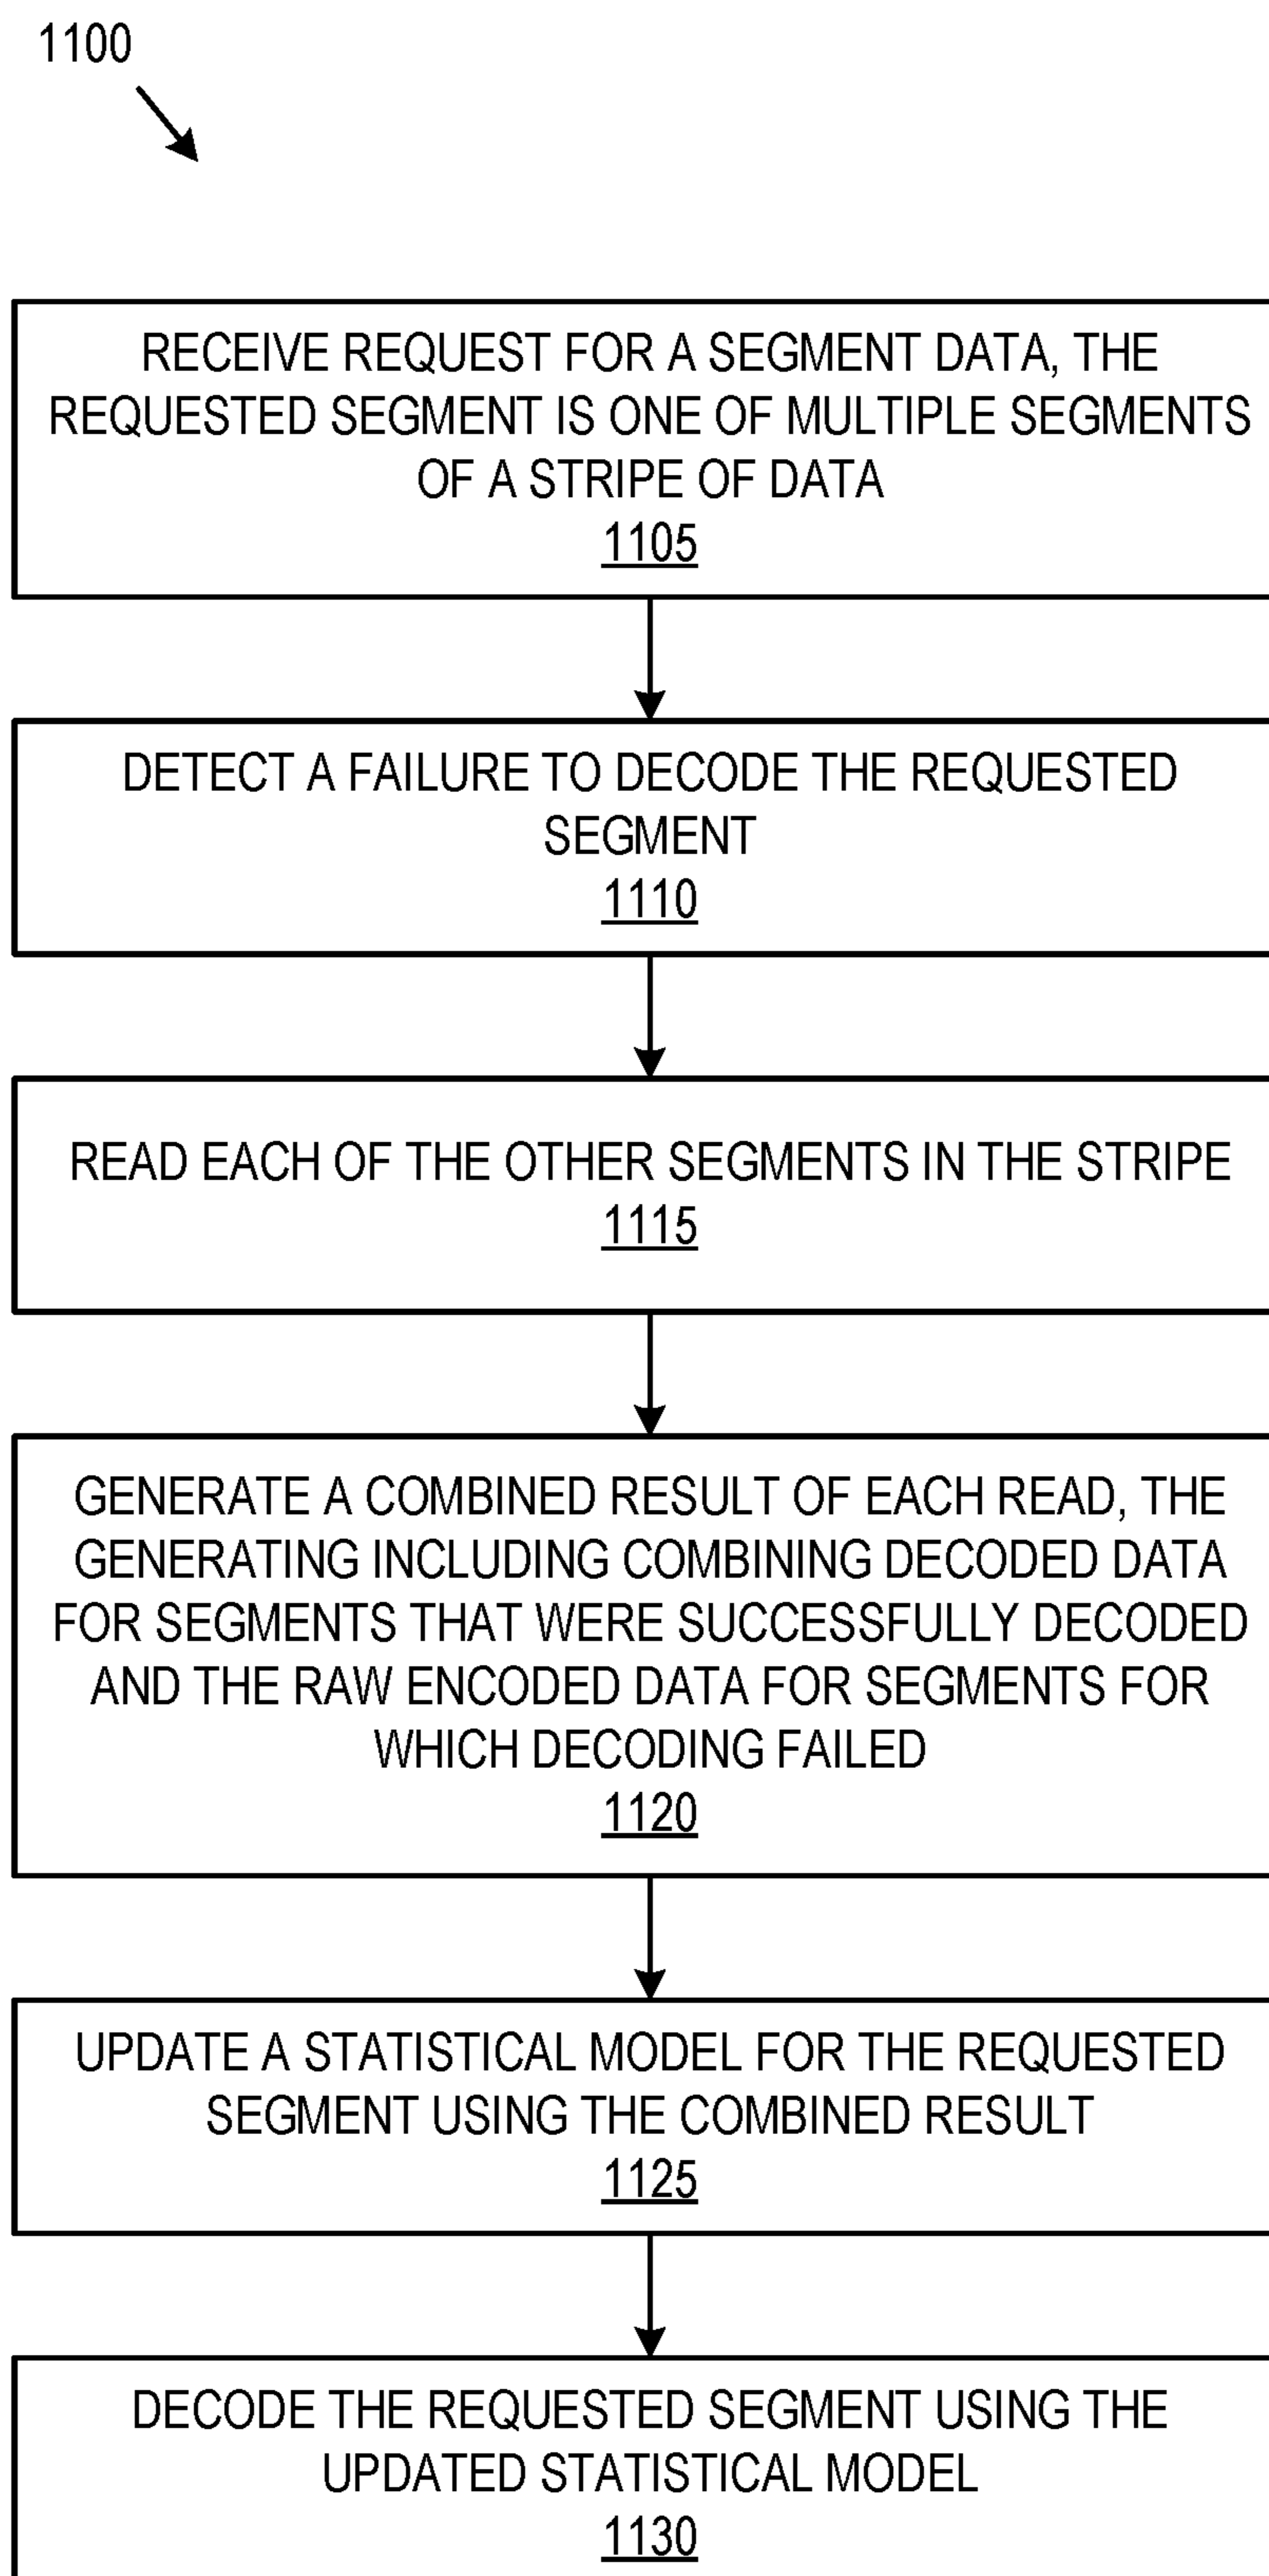 1100
RECEIVE REQUEST FOR A SEGMENT DATA, THE
REQUESTED SEGMENT IS ONE OF MULTIPLE SEGMENTS
OF A STRIPE OF DATA
1105
DETECT A FAILURE TO DECODE THE REQUESTED
SEGMENT
1110
READ EACH OF THE OTHER SEGMENTS IN THE STRIPE
1115
GENERATE A COMBINED RESULT OF EACH READ, THE
GENERATING INCLUDING COMBINING DECODED DATA
FOR SEGMENTS THAT WERE SUCCESSFULLY DECODED
AND THE RAW ENCODED DATA FOR SEGMENTS FOR
WHICH DECODING FAILED
1120
UPDATE A STATISTICAL MODEL FOR THE REQUESTED
SEGMENT USING THE COMBINED RESULT
1125
DECODE THE REQUESTED SEGMENT USING THE
UPDATED STATISTICAL MODEL
1130